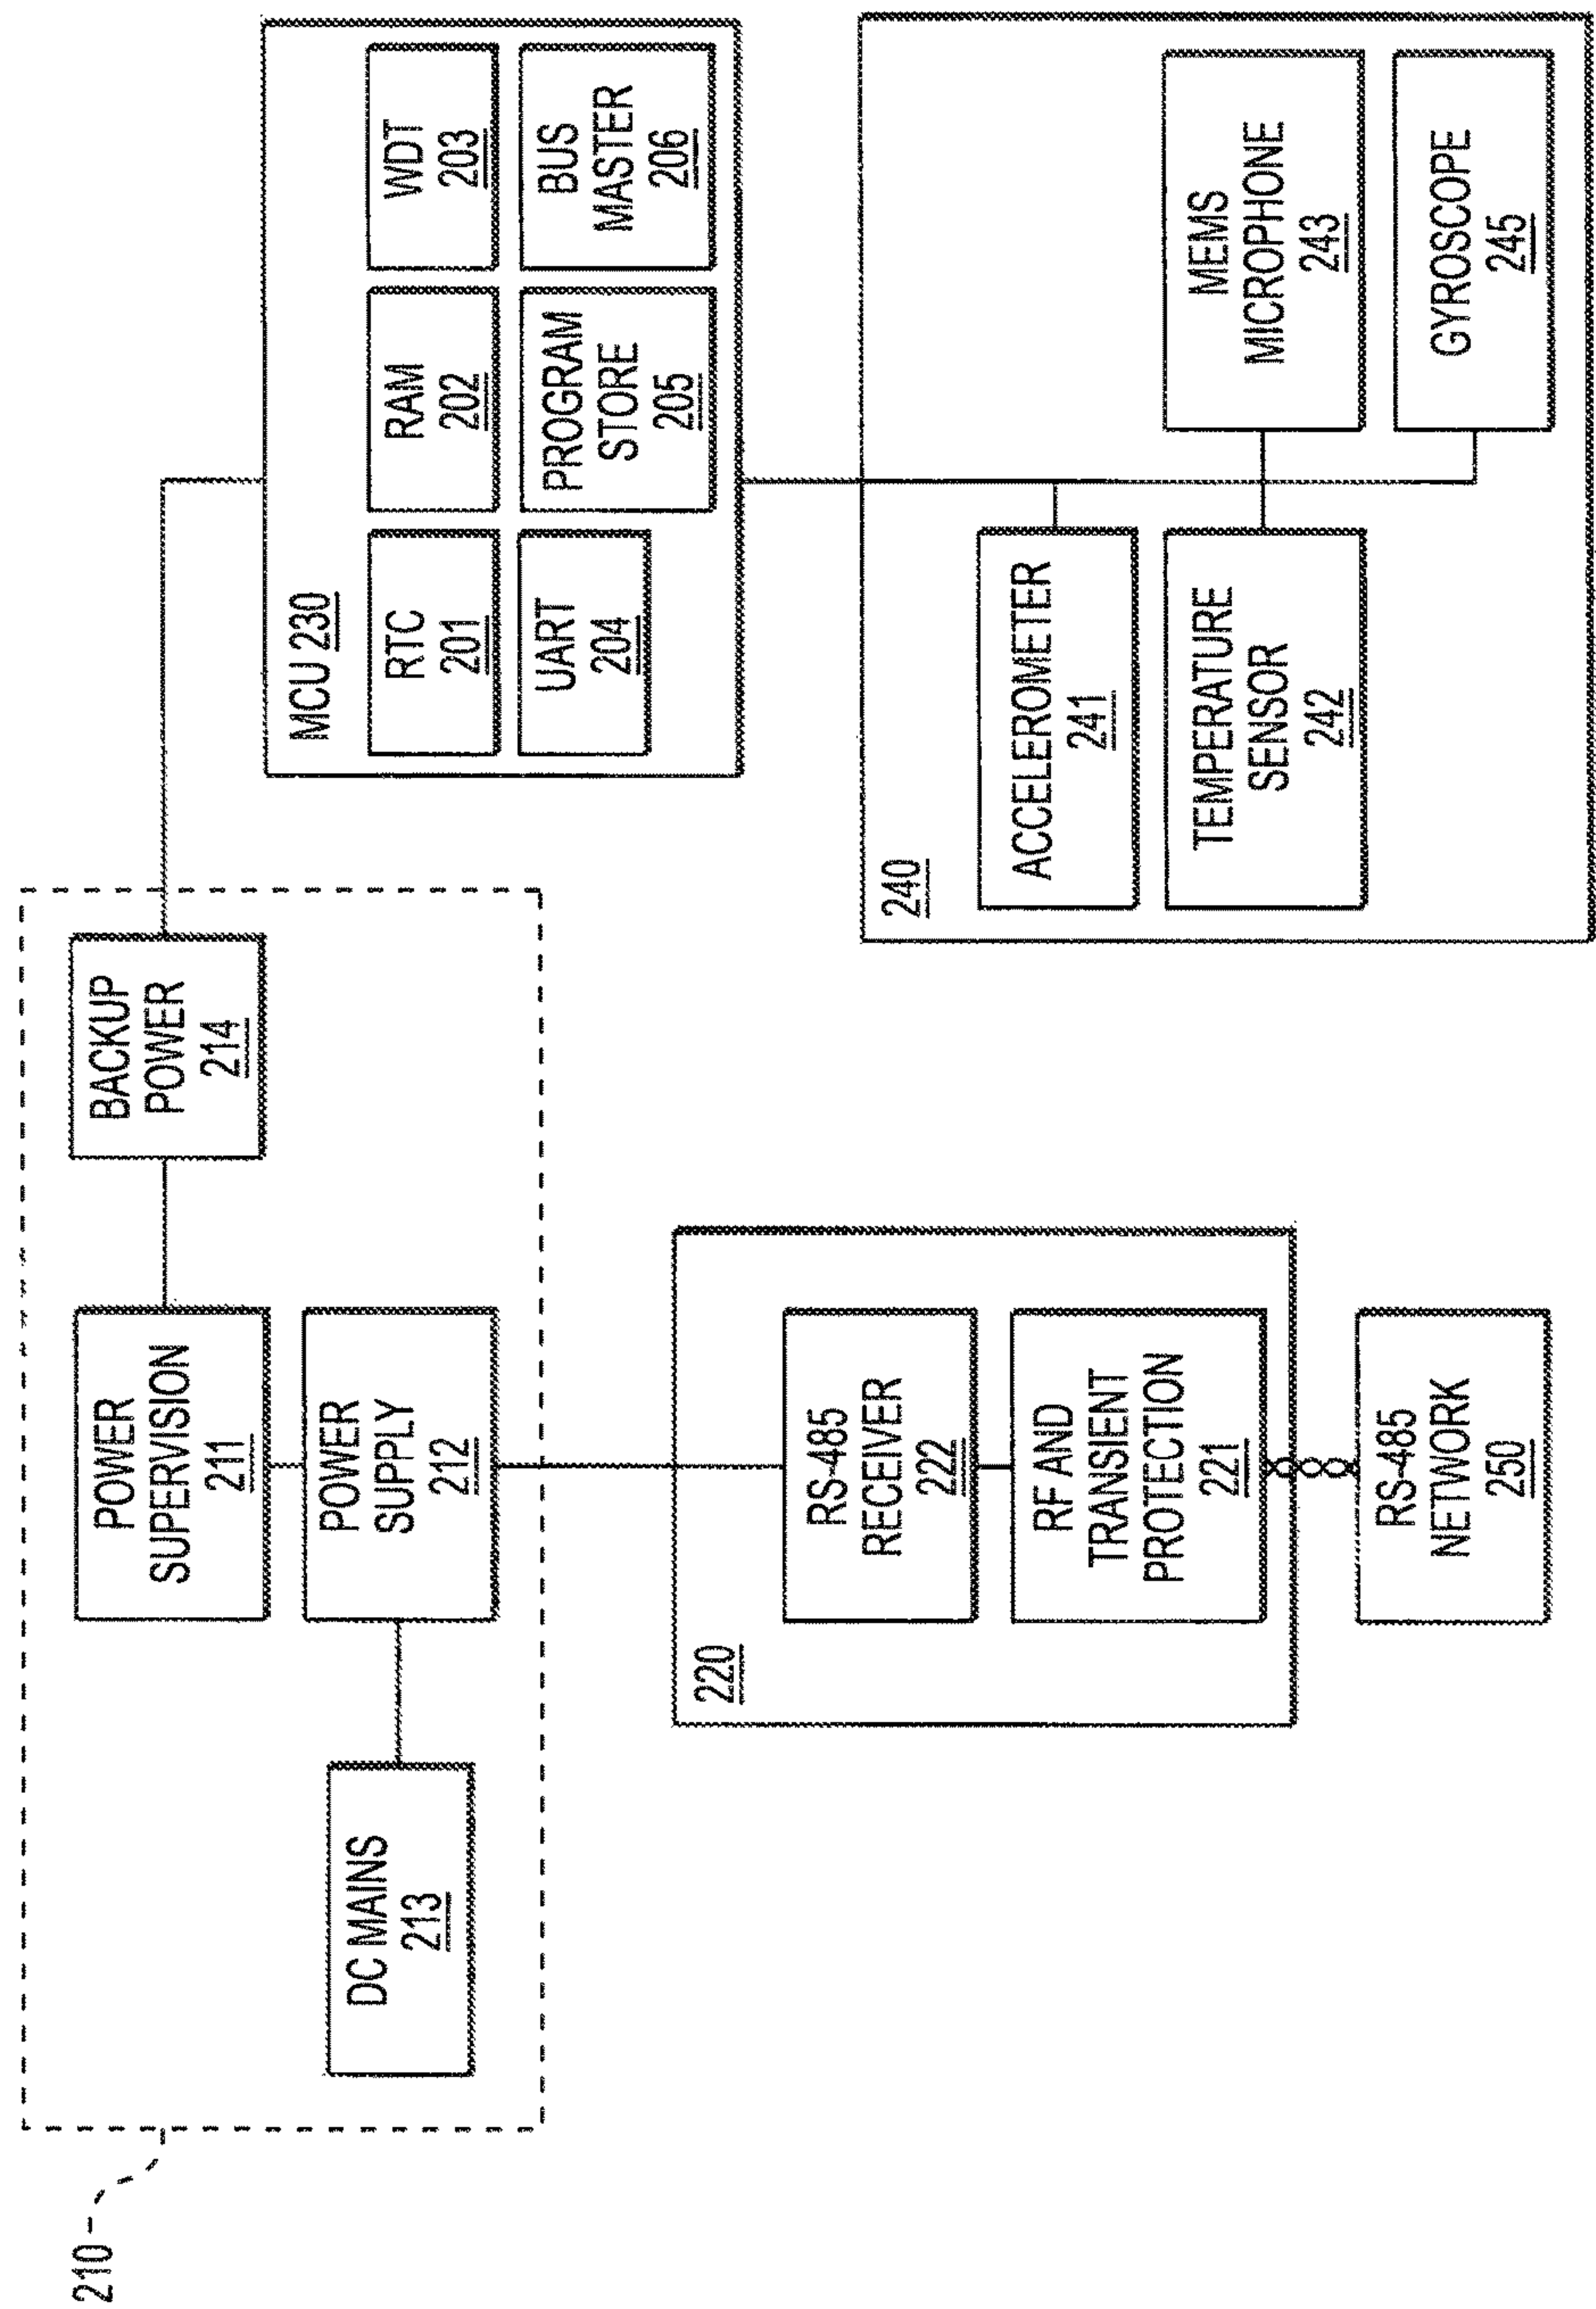 210
POWER
SUPERVISION
211
BACKUP
POWER
214
DC MAINS
213
POWER
SUPPLY
212
MCU 230
RTC
201
RAM
202
WDT
203
UART
204
PROGRAM
STORE
205
BUS
MASTER
206
220
RS-485
RECEIVER
222
RF AND
TRANSIENT
PROTECTION
221
RS-485
NETWORK
250
240
ACCELEROMETER
241
TEMPERATURE
SENSOR
242
MEMS
MICROPHONE
243
GYROSCOPE
245